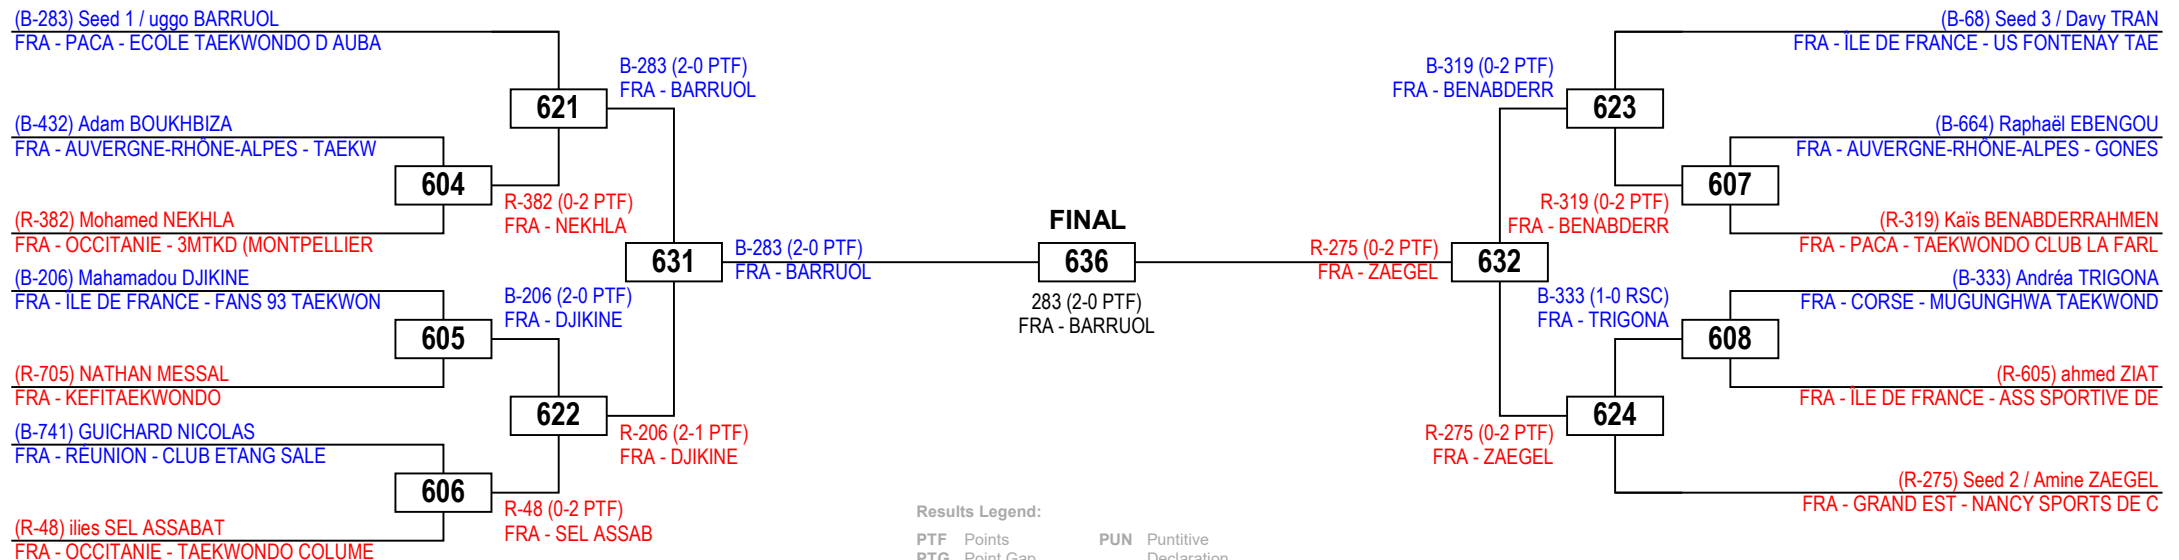 (B-283) Seed 1 / uggo BARRUOL
FRA - PACA - ECOLE TAEKWONDO D AUBA
B-283 (2-0 PTF)
FRA - BARRUOL
621
(B-432) Adam BOUKHBIZA
FRA - AUVERGNE-RHÔNE-ALPES - TAEKW
604
R-382 (0-2 PTF)
FRA - NEKHLA
(R-382) Mohamed NEKHLA
FRA - OCCITANIE - 3MTKD (MONTPELLIER
631
B-283 (2-0 PTF)
FRA - BARRUOL
(B-206) Mahamadou DJIKINE
FRA - ÎLE DE FRANCE - FANS 93 TAEKWON
B-206 (2-0 PTF)
FRA - DJIKINE
605
(R-705) NATHAN MESSAL
FRA - KEFITAEKWONDO
622
R-206 (2-1 PTF)
FRA - DJIKINE
(B-741) GUICHARD NICOLAS
FRA - RÉUNION - CLUB ETANG SALE
606
R-48 (0-2 PTF)
FRA - SEL ASSAB
(R-48) ilies SEL ASSABAT
FRA - OCCITANIE - TAEKWONDO COLUME
FINAL
636
283 (2-0 PTF)
FRA - BARRUOL
(B-68) Seed 3 / Davy TRAN
FRA - ÎLE DE FRANCE - US FONTENAY TAE
B-319 (0-2 PTF)
FRA - BENABDERR
623
(B-664) Raphaël EBENGOU
FRA - AUVERGNE-RHÔNE-ALPES - GONES
607
R-319 (0-2 PTF)
FRA - BENABDERR
(R-319) Kaïs BENABDERRAHMEN
FRA - PACA - TAEKWONDO CLUB LA FARL
R-275 (0-2 PTF)
FRA - ZAEGEL
632
(B-333) Andréa TRIGONA
FRA - CORSE - MUGUNGHWA TAEKWOND
B-333 (1-0 RSC)
FRA - TRIGONA
608
(R-605) ahmed ZIAT
FRA - ÎLE DE FRANCE - ASS SPORTIVE DE
624
R-275 (0-2 PTF)
FRA - ZAEGEL
(R-275) Seed 2 / Amine ZAEGEL
FRA - GRAND EST - NANCY SPORTS DE C
Results Legend:
PTF Points PUN Puntitive
PTG Point Gap Declaration